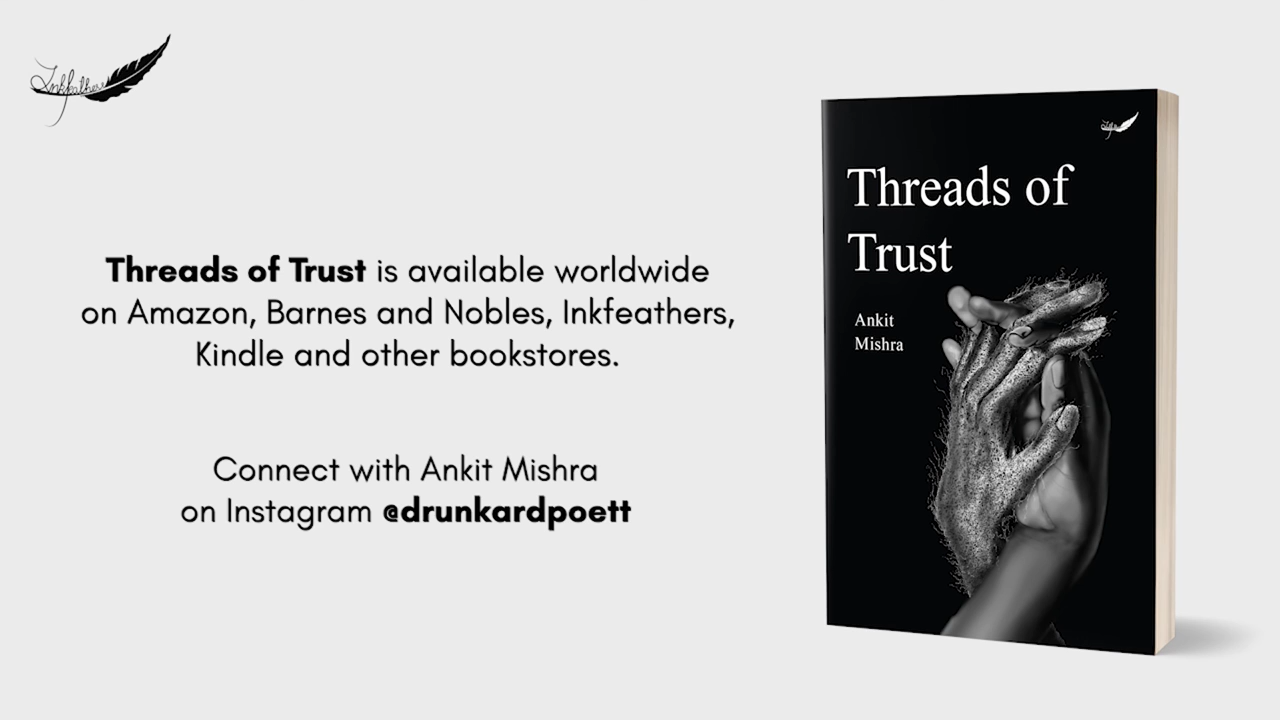 Inkfeathers
Threads of Trust is available worldwide
on Amazon, Barnes and Nobles, Inkfeathers,
Kindle and other bookstores.
Connect with Ankit Mishra
on Instagram @drunkardpoett
Threads of
Trust
Ankit
Mishra